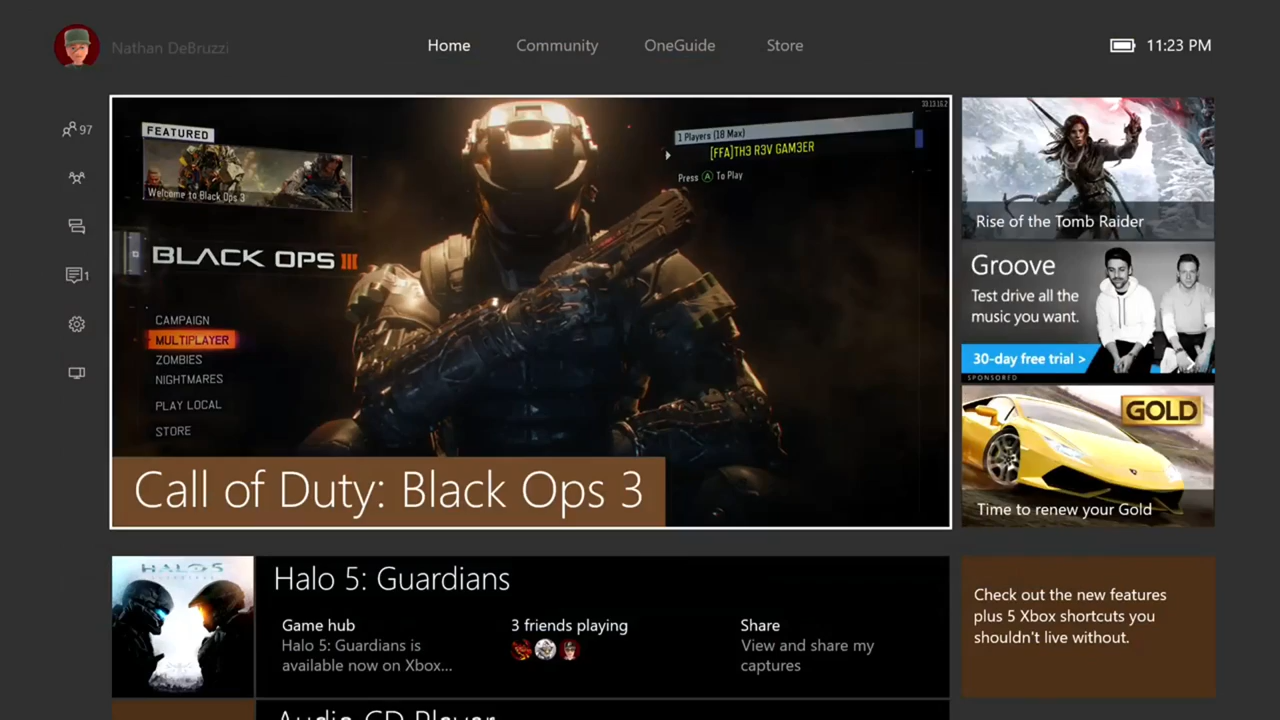 Nathan DeBruzzi
Home
Community
OneGuide
Store
11:23 PM
97
1
FEATURED
Welcome to Black Ops 3
BLACK OPS III
CAMPAIGN
MULTIPLAYER
ZOMBIES
NIGHTMARES
PLAY LOCAL
STORE
1 Players (18 Max)
[FFA]TH3 R3V GAM3ER
Press A To Play
Call of Duty: Black Ops 3
Rise of the Tomb Raider
Groove
Test drive all the
music you want.
30-day free trial >
SPONSORED
GOLD
Time to renew your Gold
HALO 5
Halo 5: Guardians
Game hub
Halo 5: Guardians is
available now on Xbox...
3 friends playing
Share
View and share my
captures
Check out the new features
plus 5 Xbox shortcuts you
shouldn't live without.
Audio CD Player